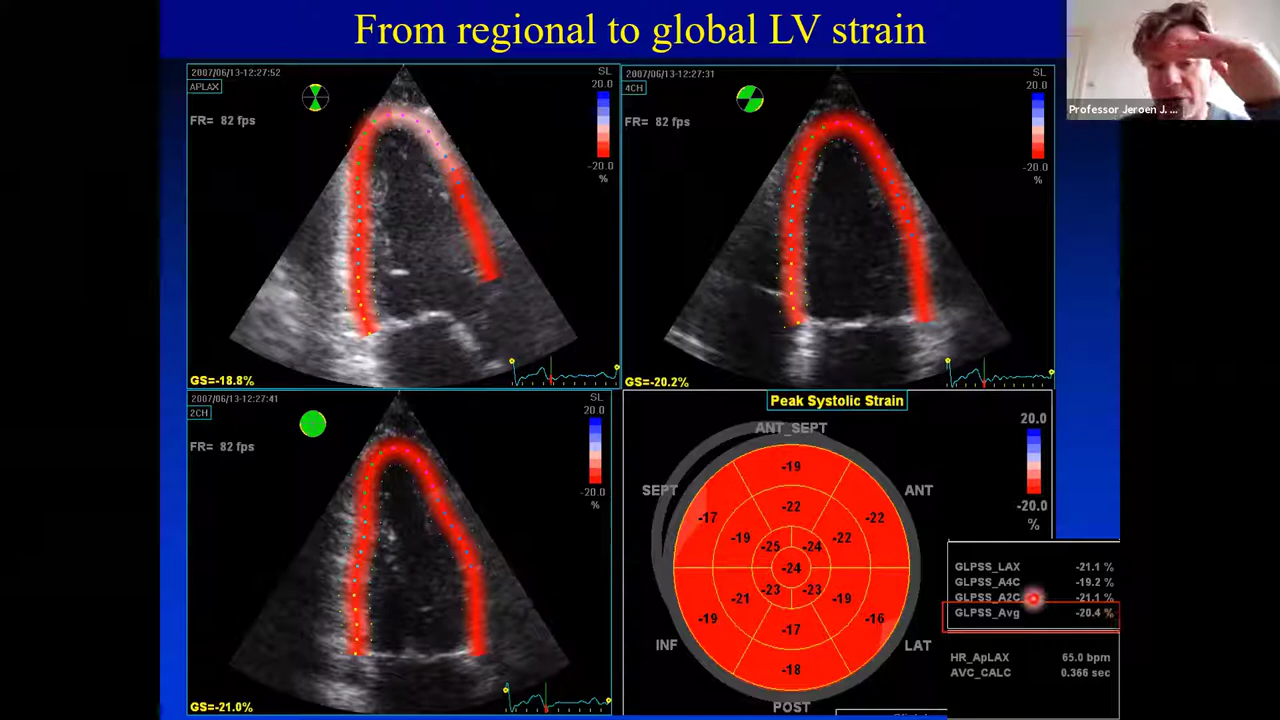 From regional to global LV strain
Professor Jeroen J. ...
2007/06/13-12:27:52
APLAX
FR= 82 fps
SL
20.0
-20.0
%
GS=-18.8%
2007/06/13-12:27:31
4CH
FR= 82 fps
SL
20.0
-20.0
%
GS=-20.2%
2007/06/13-12:27:41
2CH
FR= 82 fps
SL
20.0
-20.0
%
GS=-21.0%
Peak Systolic Strain
ANT_SEPT
SEPT
ANT
INF
LAT
POST
-19
-17
-22
-22
-19
-22
-25
-24
-24
-23
-23
-21
-19
-19
-16
-17
-18
20.0
-20.0
%
GLPSS_LAX -21.1 %
GLPSS_A4C -19.2 %
GLPSS_A2C -21.1 %
GLPSS_Avg -20.4 %
HR_ApLAX 65.0 bpm
AVC_CALC 0.366 sec